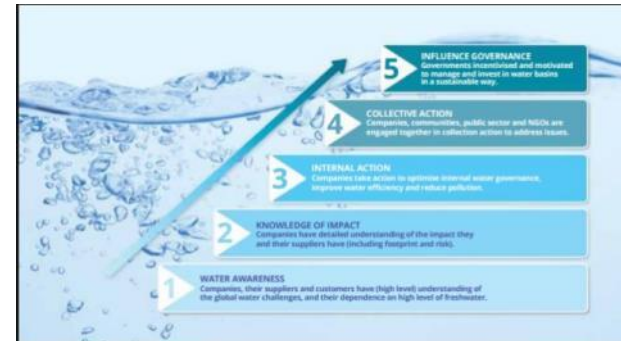 5
INFLUENCE GOVERNANCE
Governments incentivised and motivated
to manage and invest in water basins
in a sustainable way.
4
COLLECTIVE ACTION
Companies, communities, public sector and NGOs are
engaged together in collection action to address issues.
3
INTERNAL ACTION
Companies take action to optimise internal water governance,
improve water efficiency and reduce pollution.
2
KNOWLEDGE OF IMPACT
Companies have detailed understanding of the impact they
and their suppliers have (including footprint and risk).
1
WATER AWARENESS
Companies, their suppliers and customers have (high level) understanding of
the global water challenges, and their dependence on high level of freshwater.